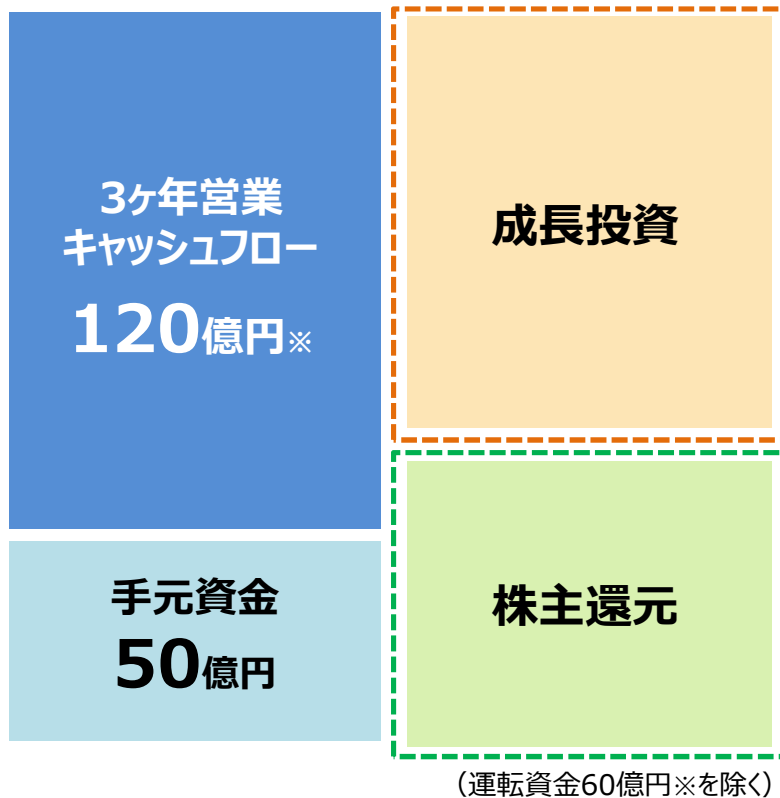 3ヶ年営業
キャッシュフロー
120億円※
手元資金
50億円
成長投資
株主還元
（運転資金60億円※を除く）